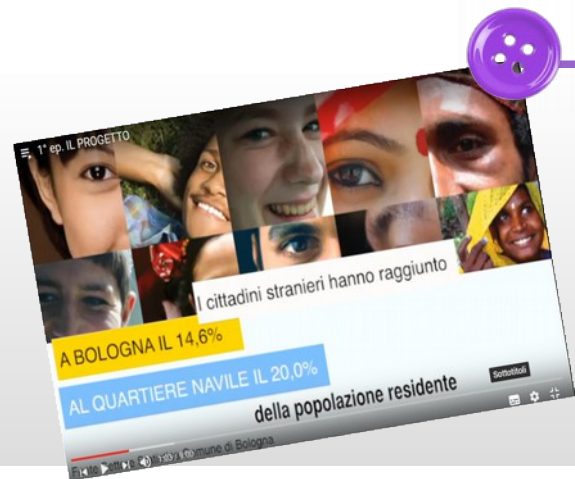 1° ep. IL PROGETTO
I cittadini stranieri hanno raggiunto
A BOLOGNA IL 14,6%
AL QUARTIERE NAVILE IL 20,0%
della popolazione residente
Sottotitoli
Comune di Bologna